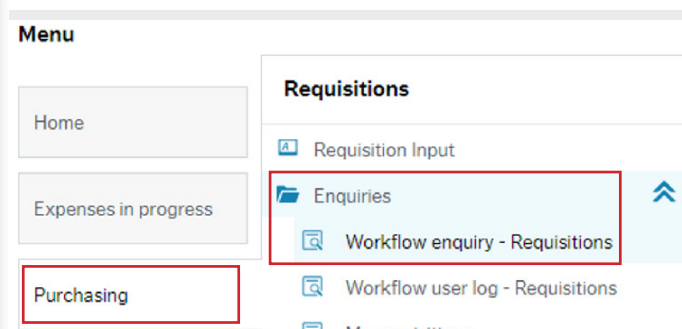 Menu
Home
Expenses in progress
Purchasing
Requisitions
Requisition Input
Enquiries
Workflow enquiry - Requisitions
Workflow user log - Requisitions